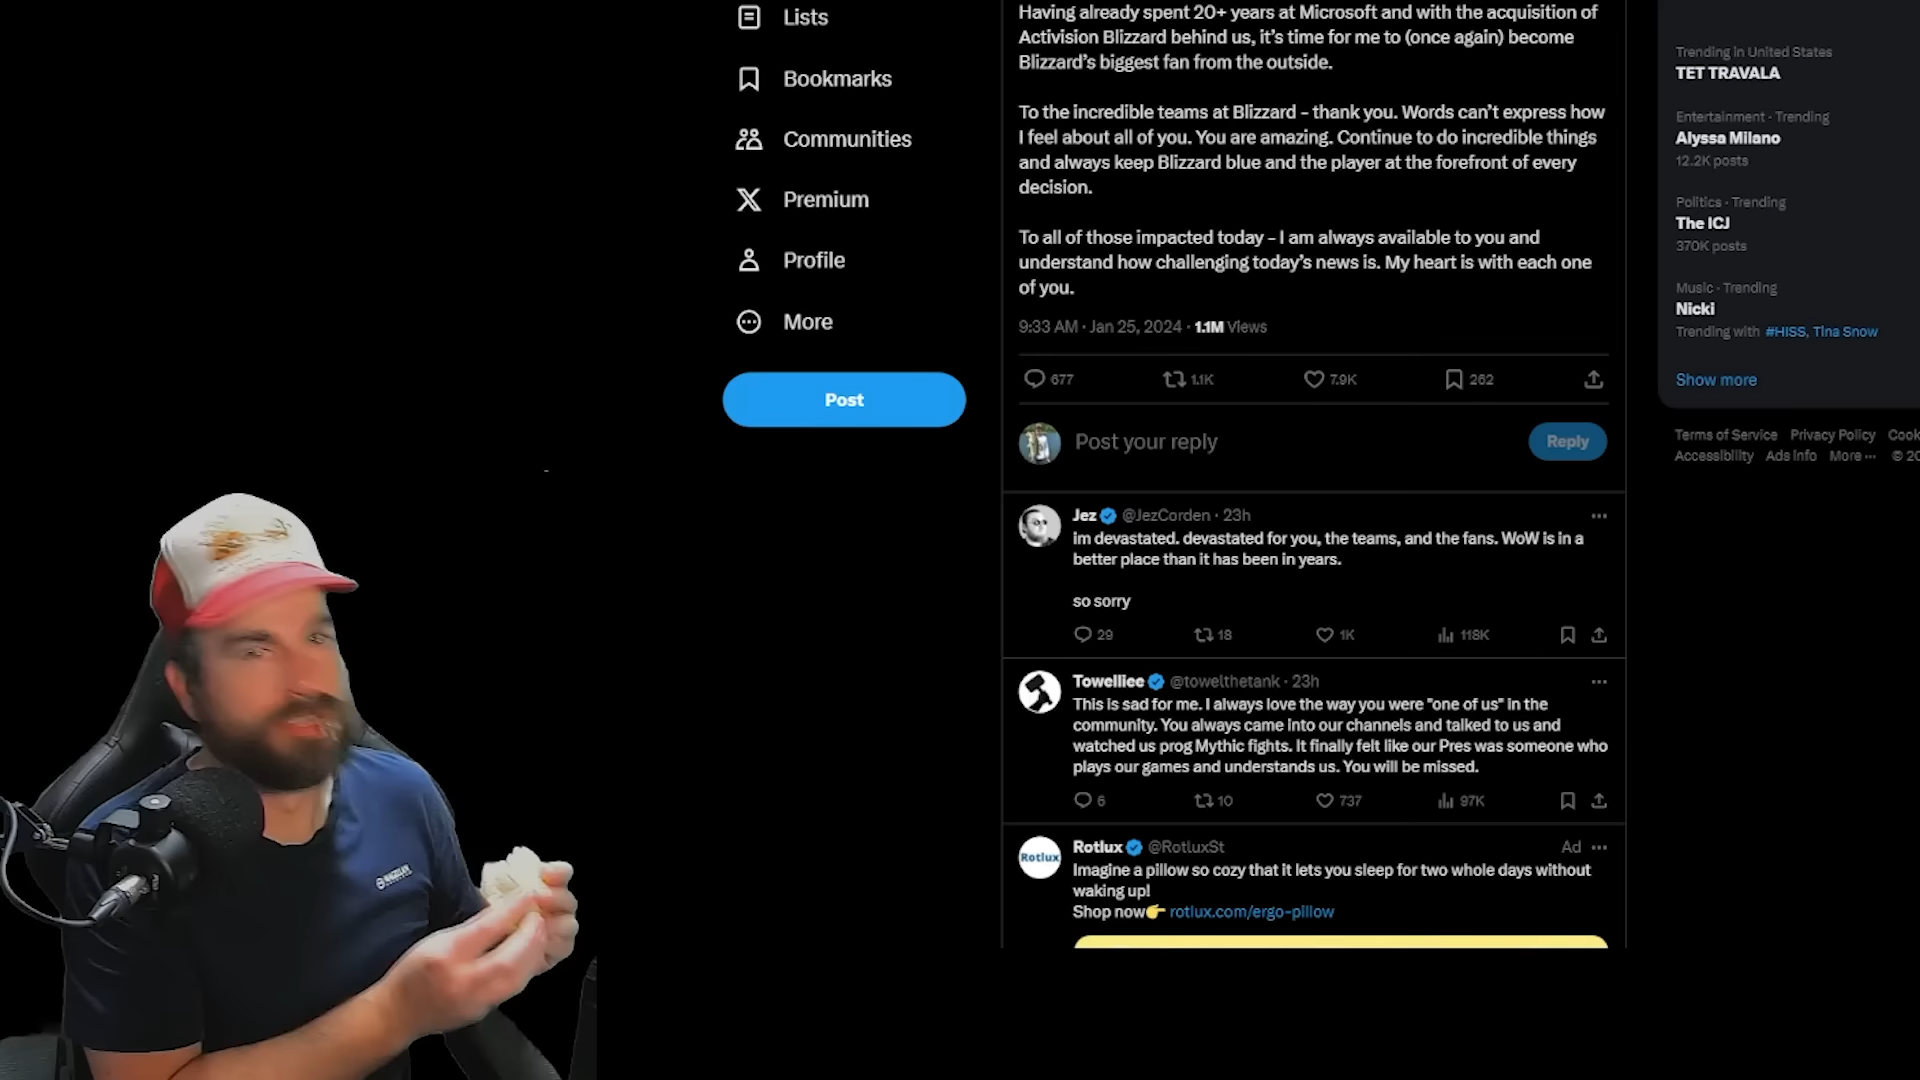 Lists
Bookmarks
Communities
Premium
Profile
More
Post
Having already spent 20+ years at Microsoft and with the acquisition of
Activision Blizzard behind us, it's time for me to (once again) become
Blizzard's biggest fan from the outside.
To the incredible teams at Blizzard - thank you. Words can't express how
I feel about all of you. You are amazing. Continue to do incredible things
and always keep Blizzard blue and the player at the forefront of every
decision.
To all of those impacted today – I am always available to you and
understand how challenging today's news is. My heart is with each one
of you.
9:33 AM · Jan 25, 2024 · 1.1M Views
677 1.1K 7.9K 262
Post your reply Reply
Jez @JezCorden · 23h
im devastated. devastated for you, the teams, and the fans. WoW is in a
better place than it has been in years.
so sorry
29 18 1K 118K
Towelliee @towelthetank · 23h
This is sad for me. I always love the way you were "one of us" in the
community. You always came into our channels and talked to us and
watched us prog Mythic fights. It finally felt like our Pres was someone who
plays our games and understands us. You will be missed.
6 10 737 97K
Rotlux
Rotlux @RotluxSt Ad
Imagine a pillow so cozy that it lets you sleep for two whole days without
waking up!
Shop now👉 rotlux.com/ergo-pillow
Trending in United States
TET TRAVALA
Entertainment · Trending
Alyssa Milano
12.2K posts
Politics · Trending
The ICJ
370K posts
Music · Trending
Nicki
Trending with #HISS, Tina Snow
Show more
Terms of Service Privacy Policy Cook
Accessibility Ads info More ··· © 20